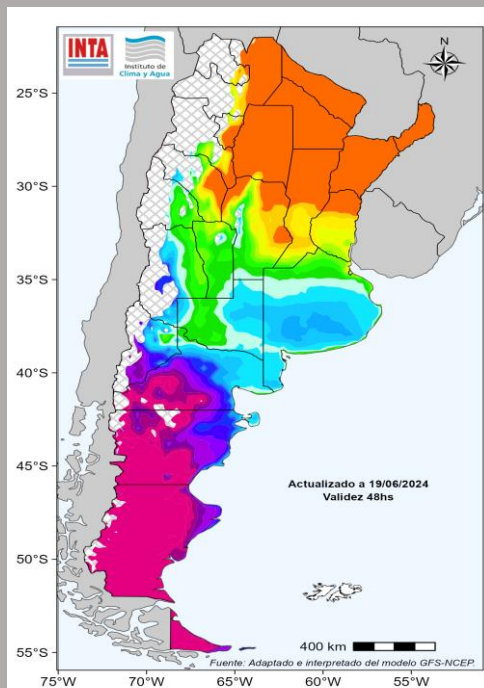 INTA
Instituto de
Clima y Agua
N
25°S
30°S
35°S
40°S
45°S
50°S
55°S
Actualizado a 19/06/2024
Validez 48hs
400 km
Fuente: Adaptado e interpretado del modelo GFS-NCEP.
75°W
70°W
65°W
60°W
55°W